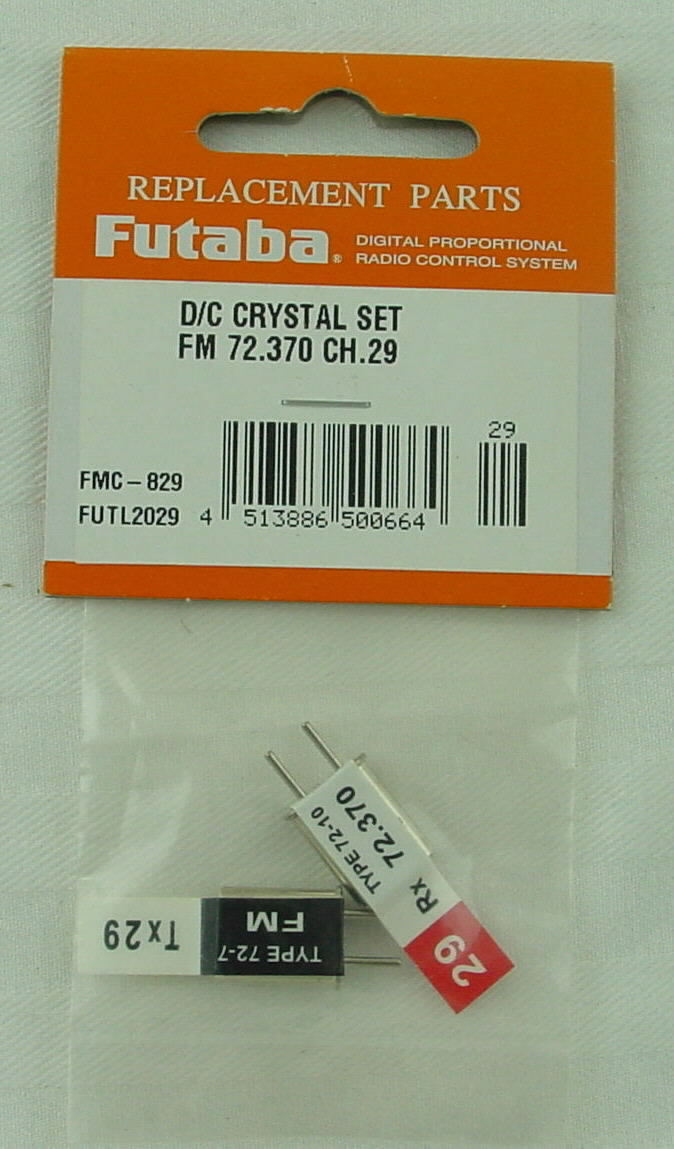 REPLACEMENT PARTS
Futaba® DIGITAL PROPORTIONAL
RADIO CONTROL SYSTEM
D/C CRYSTAL SET
FM 72.370 CH.29
29
FMC-829
FUTL2029 4 513886 500664
TYPE 72-10
72.370
Rx
29
TYPE 72-7
FM
Tx29